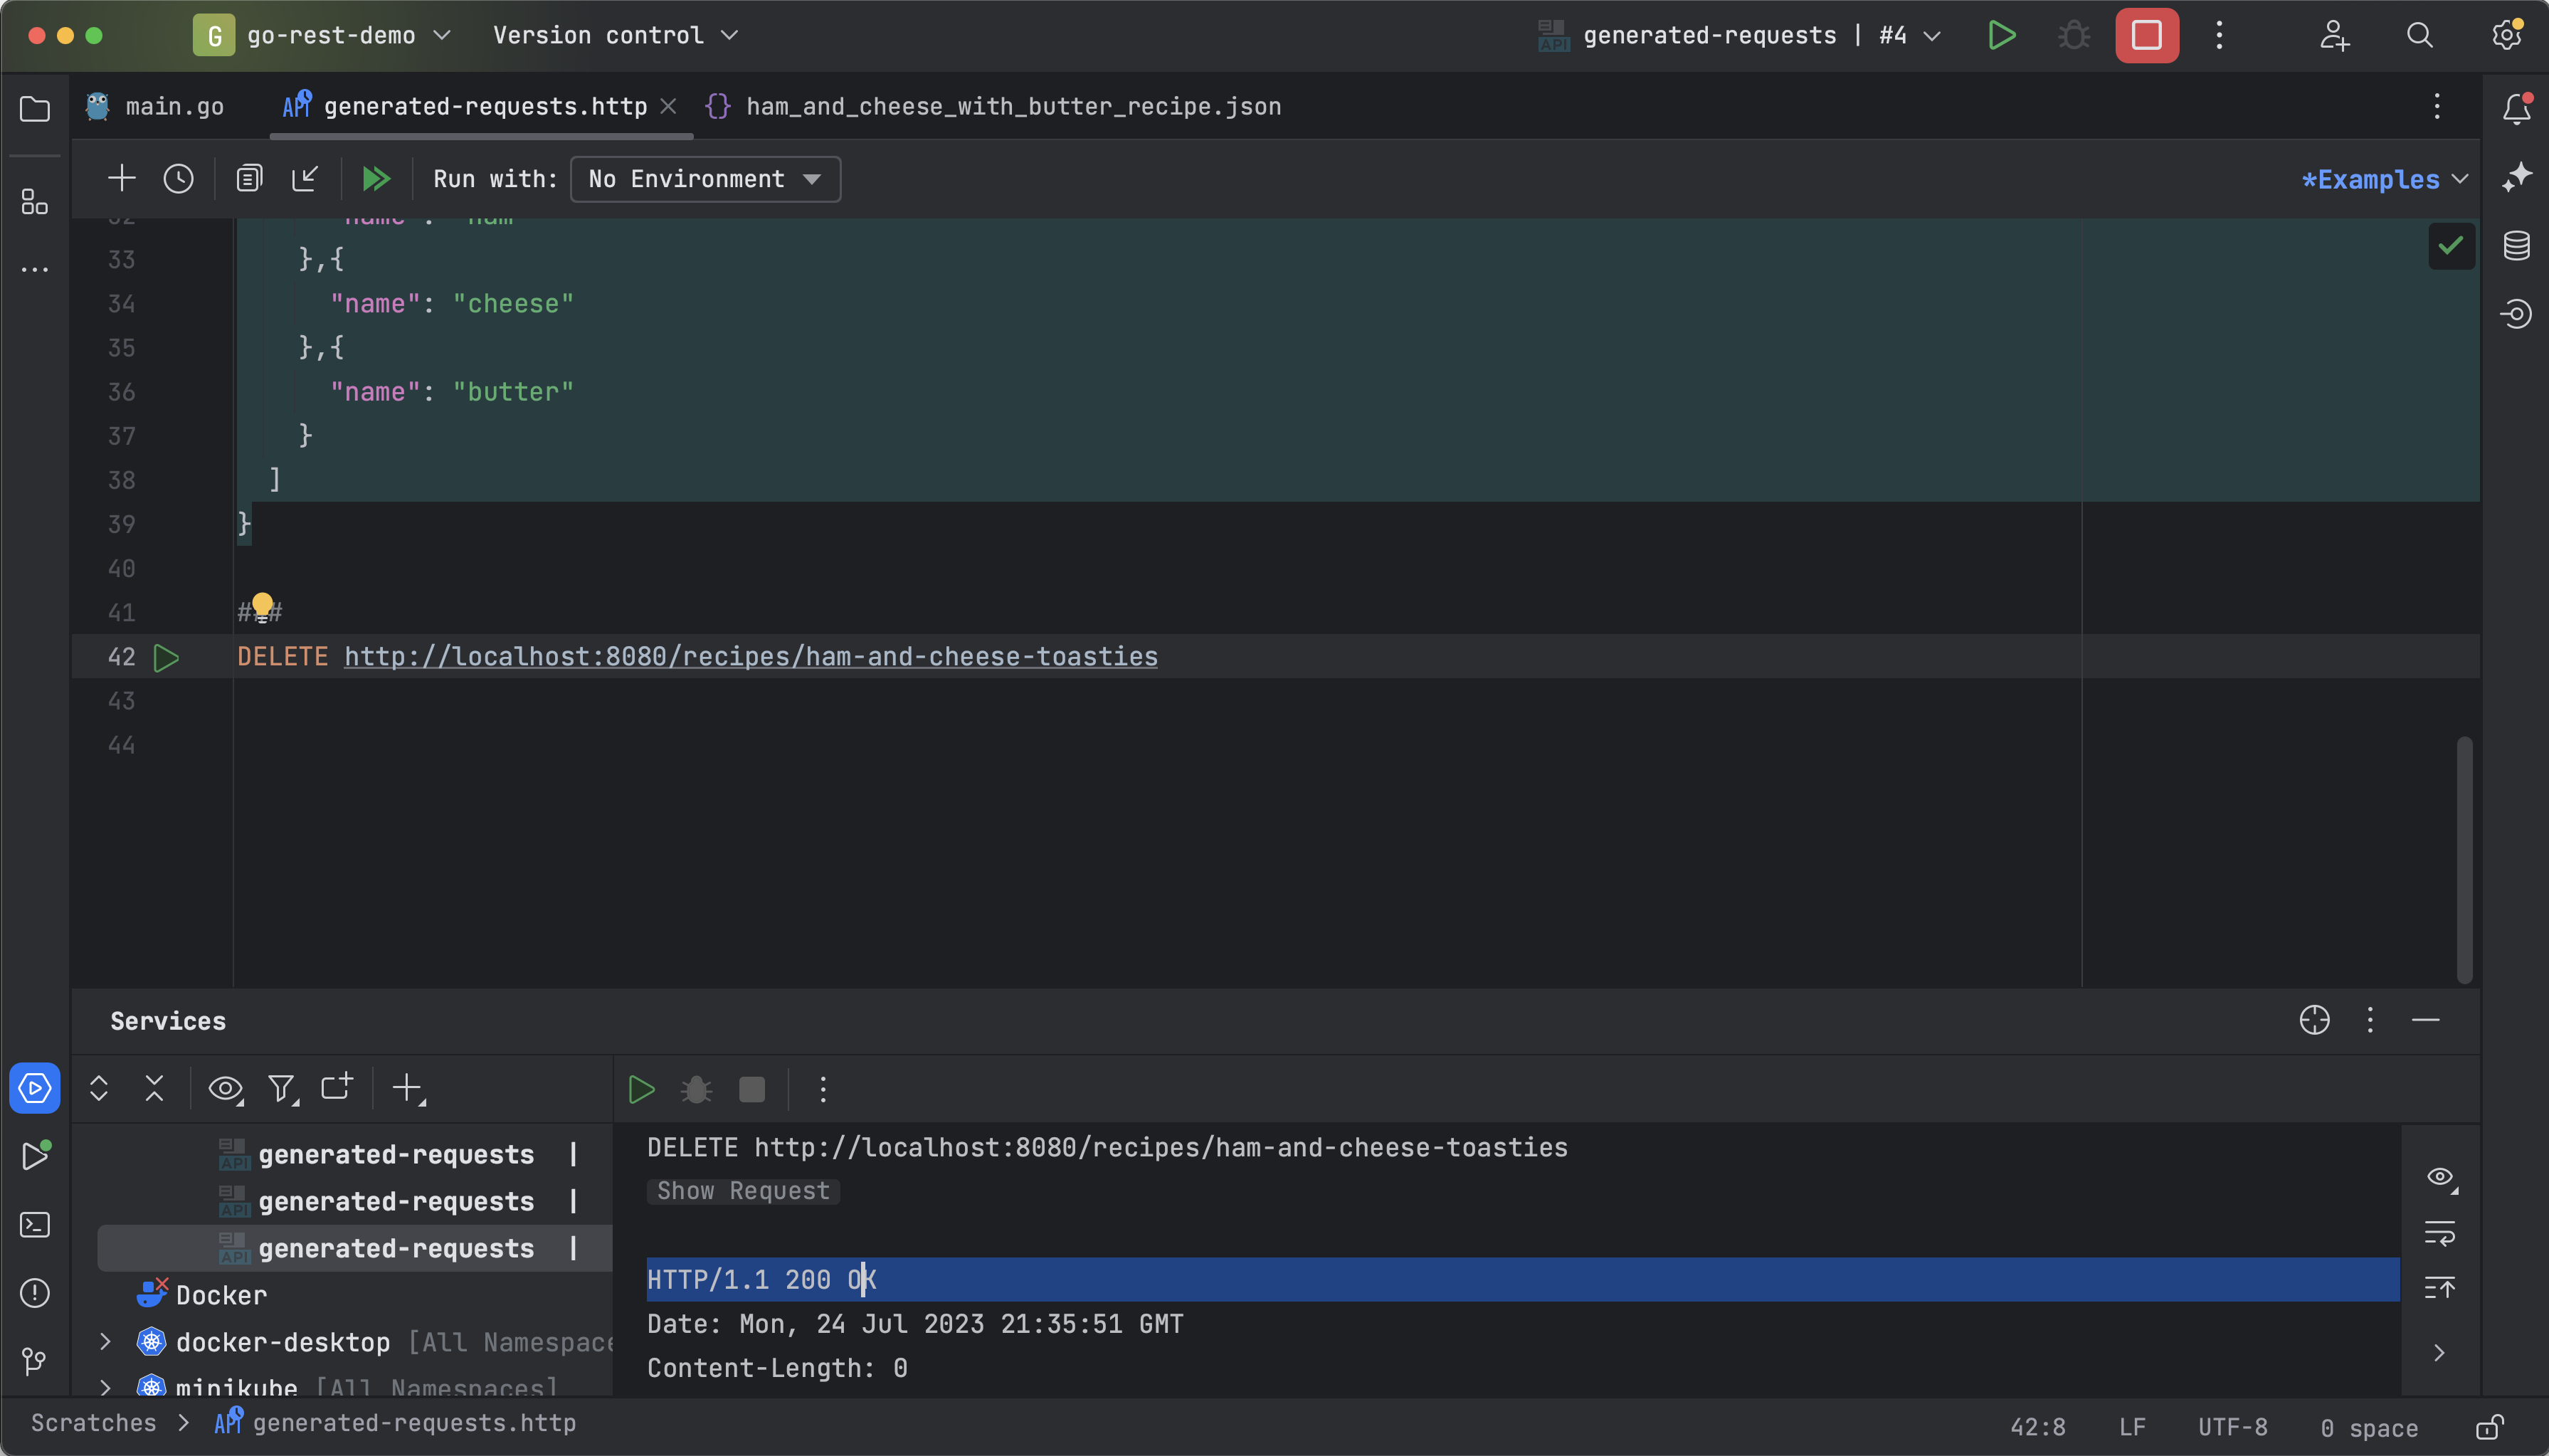 G go-rest-demo Version control generated-requests | #4
main.go API generated-requests.http {} ham_and_cheese_with_butter_recipe.json
Run with: No Environment *Examples
32 "name": "ham"
33 },{
34 "name": "cheese"
35 },{
36 "name": "butter"
37 }
38 ]
39 }
40
41 ###
42 DELETE http://localhost:8080/recipes/ham-and-cheese-toasties
43
44
Services
API generated-requests |
API generated-requests |
API generated-requests |
Docker
docker-desktop [All Namespace
minikube [All Namespaces]
DELETE http://localhost:8080/recipes/ham-and-cheese-toasties
Show Request
HTTP/1.1 200 OK
Date: Mon, 24 Jul 2023 21:35:51 GMT
Content-Length: 0
Scratches > API generated-requests.http 42:8 LF UTF-8 0 space